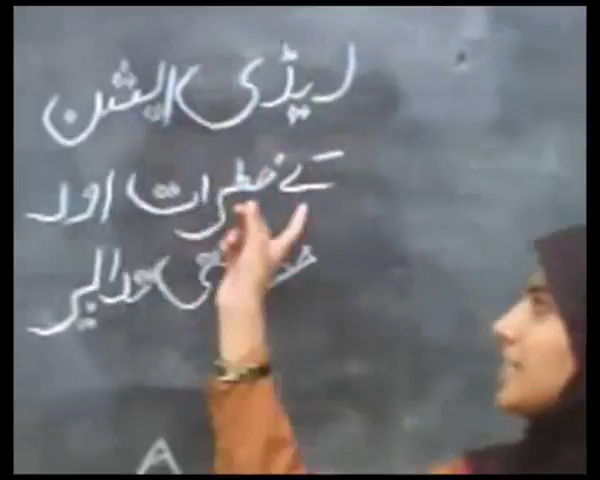 ریڈی ایشن
کے خطرات اور
تدابیر
A